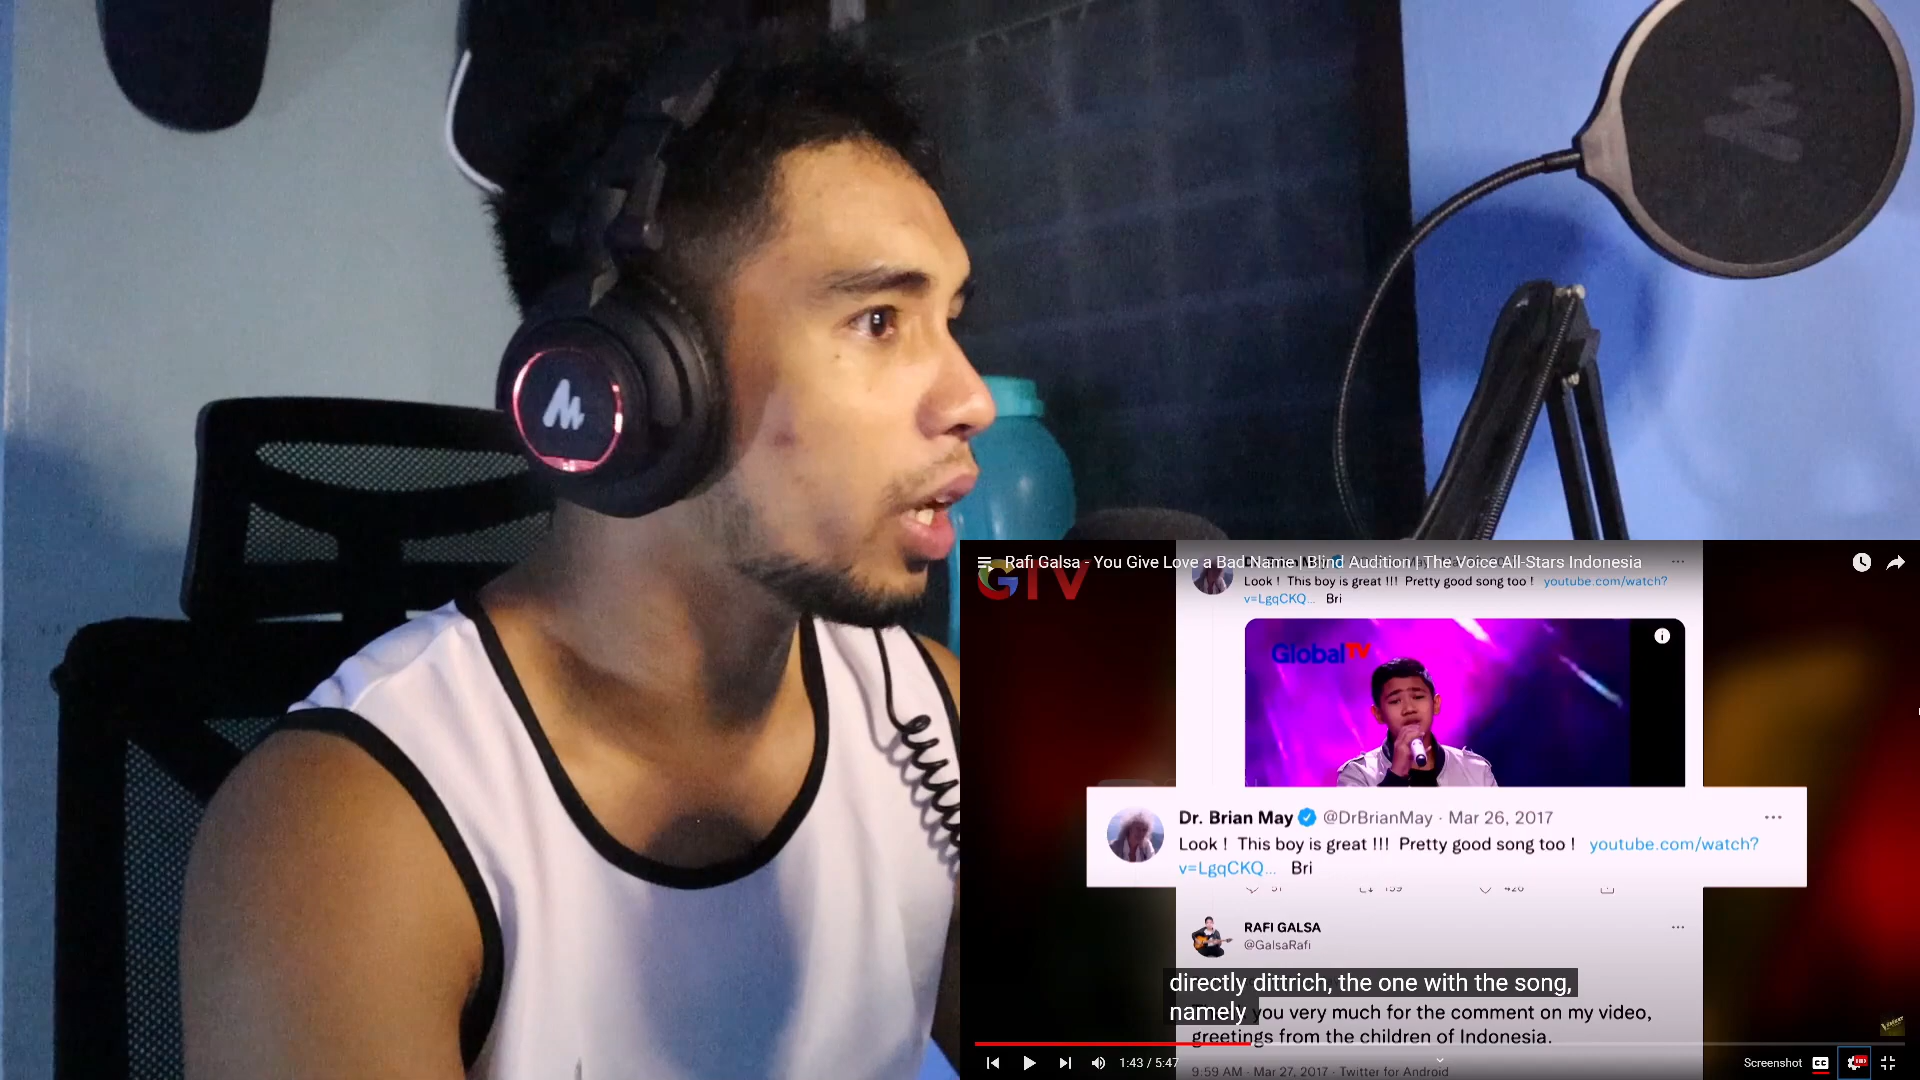 Rafi Galsa - You Give Love a Bad Name | Blind Audition | The Voice All-Stars Indonesia
GTV
Look ! This boy is great !!! Pretty good song too ! youtube.com/watch?
v=LgqCKQ... Bri
GlobalTV
Dr. Brian May @DrBrianMay · Mar 26, 2017
Look ! This boy is great !!! Pretty good song too ! youtube.com/watch?
v=LgqCKQ... Bri
RAFI GALSA
@GalsaRafi
directly dittrich, the one with the song,
namely
you very much for the comment on my video,
greetings from the children of Indonesia.
1:43 / 5:47
Screenshot
9:59 AM · Mar 27, 2017 · Twitter for Android